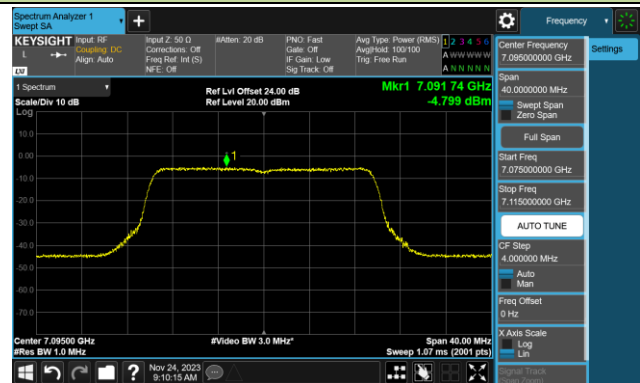 Spectrum Analyzer 1
Swept SA
Frequency
KEYSIGHT
L
LXI
Input: RF
Coupling: DC
Align: Auto
Input Z: 50 Ω
Corrections: Off
Freq Ref: Int (S)
NFE: Off
#Atten: 20 dB
PNO: Fast
Gate: Off
IF Gain: Low
Sig Track: Off
Avg Type: Power (RMS)
Avg|Hold: 100/100
Trig: Free Run
1 2 3 4 5 6
A W W W W W
A N N N N N
Center Frequency
7.095000000 GHz
Settings
Span
40.0000000 MHz
Swept Span
Zero Span
Full Span
Start Freq
7.075000000 GHz
Stop Freq
7.115000000 GHz
AUTO TUNE
CF Step
4.000000 MHz
Auto
Man
Freq Offset
0 Hz
X Axis Scale
Log
Lin
Signal Track
(Span Zoom)
1 Spectrum
Scale/Div 10 dB
Log
Ref Lvl Offset 24.00 dB
Ref Level 20.00 dBm
Mkr1 7.091 74 GHz
-4.799 dBm
10.0
0.00
1
-10.0
-20.0
-30.0
-40.0
-50.0
-60.0
-70.0
Center 7.09500 GHz
#Res BW 1.0 MHz
#Video BW 3.0 MHz*
Span 40.00 MHz
Sweep 1.07 ms (2001 pts)
?
Nov 24, 2023
9:10:15 AM